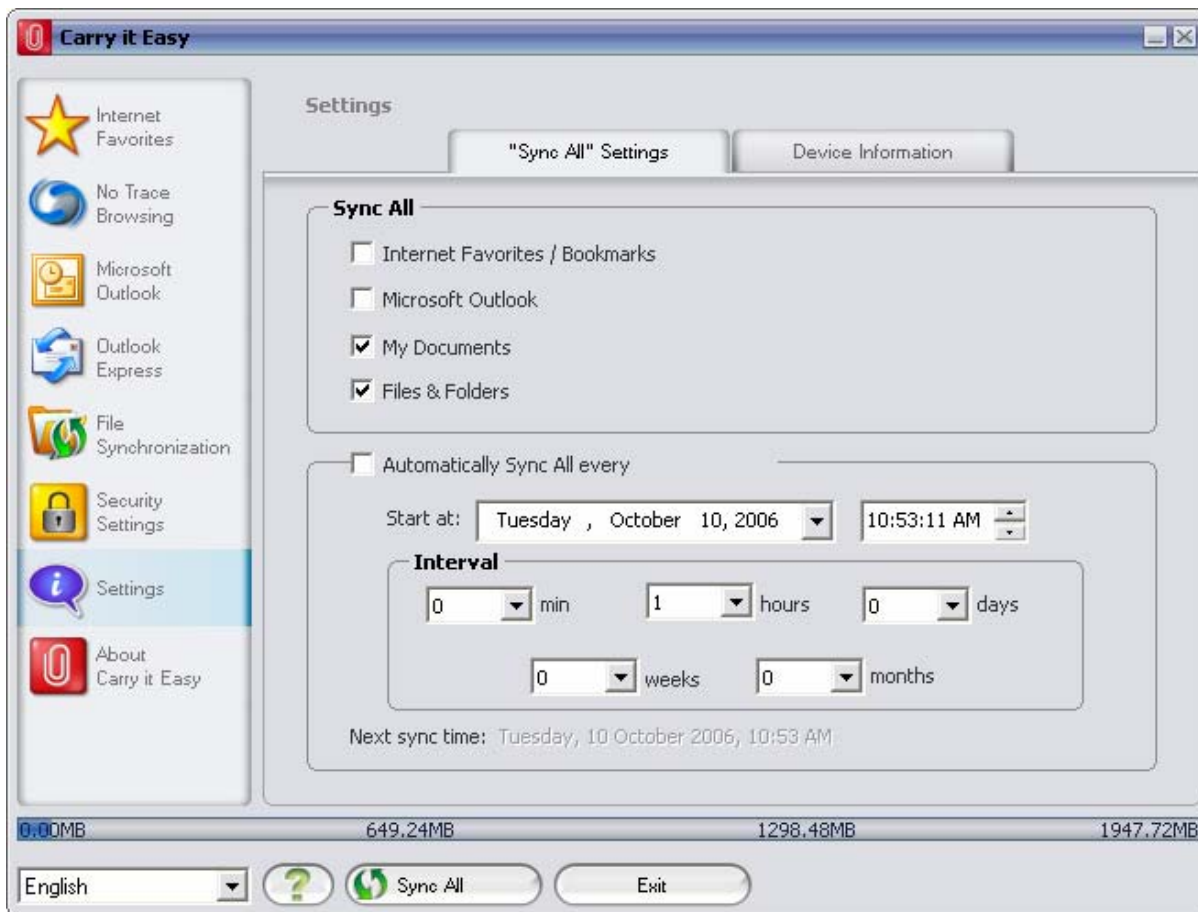 Carry it Easy
Internet
Favorites
No Trace
Browsing
Microsoft
Outlook
Outlook
Express
File
Synchronization
Security
Settings
Settings
About
Carry it Easy
Settings
"Sync All" Settings
Device Information
Sync All
Internet Favorites / Bookmarks
Microsoft Outlook
My Documents
Files & Folders
Automatically Sync All every
Start at: Tuesday , October 10, 2006 10:53:11 AM
Interval
0 min 1 hours 0 days
0 weeks 0 months
Next sync time: Tuesday, 10 October 2006, 10:53 AM
0.00MB 649.24MB 1298.48MB 1947.72MB
English ? Sync All Exit